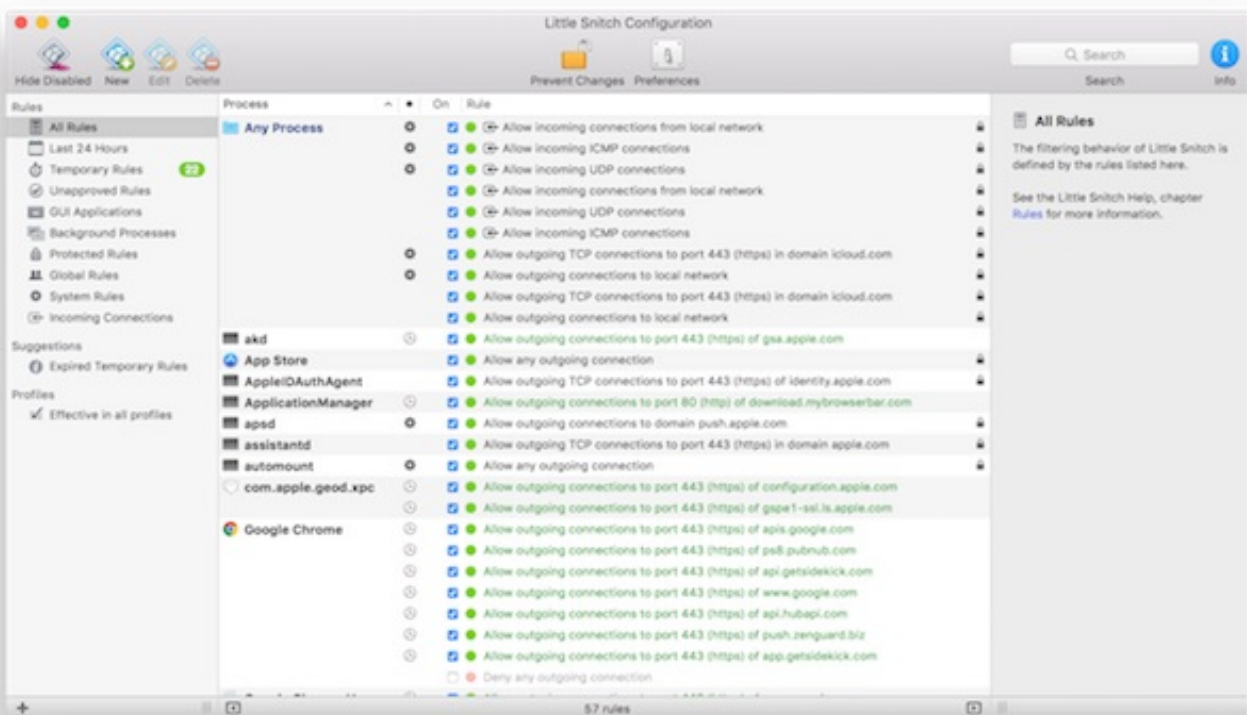 Little Snitch Configuration
Hide Disabled New Edit Delete
Prevent Changes Preferences
Search
Search
Info
Rules
All Rules
Last 24 Hours
Temporary Rules 22
Unapproved Rules
GUI Applications
Background Processes
Protected Rules
Global Rules
System Rules
Incoming Connections
Suggestions
Expired Temporary Rules
Profiles
Effective in all profiles
Process On Rule
Any Process Allow incoming connections from local network
Allow incoming ICMP connections
Allow incoming UDP connections
Allow incoming connections from local network
Allow incoming UDP connections
Allow incoming ICMP connections
Allow outgoing TCP connections to port 443 (https) in domain icloud.com
Allow outgoing connections to local network
Allow outgoing TCP connections to port 443 (https) in domain icloud.com
Allow outgoing connections to local network
akd Allow outgoing connections to port 443 (https) of gsa.apple.com
App Store Allow any outgoing connection
AppleIDAuthAgent Allow outgoing TCP connections to port 443 (https) of identity.apple.com
ApplicationManager Allow outgoing connections to port 80 (http) of download.mybrowserbar.com
apsd Allow outgoing connections to domain push.apple.com
assistantd Allow outgoing TCP connections to port 443 (https) in domain apple.com
automount Allow any outgoing connection
com.apple.geod.xpc Allow outgoing connections to port 443 (https) of configuration.apple.com
Allow outgoing connections to port 443 (https) of gspe1-ssl.ls.apple.com
Google Chrome Allow outgoing connections to port 443 (https) of apis.google.com
Allow outgoing connections to port 443 (https) of ps8.pubnub.com
Allow outgoing connections to port 443 (https) of api.getsidekick.com
Allow outgoing connections to port 443 (https) of www.google.com
Allow outgoing connections to port 443 (https) of api.hubapi.com
Allow outgoing connections to port 443 (https) of push.zenguard.biz
Allow outgoing connections to port 443 (https) of app.getsidekick.com
Deny any outgoing connection
57 rules
All Rules
The filtering behavior of Little Snitch is
defined by the rules listed here.
See the Little Snitch Help, chapter
Rules for more information.